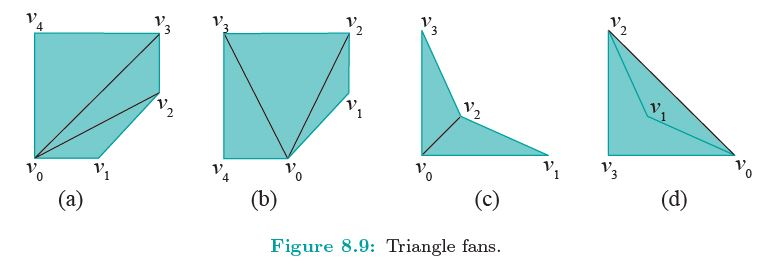 v4 v3 v3 v2 v3 v2
v2 v1 v2 v1
v0 v1 v4 v0 v0 v1 v3 v0
(a) (b) (c) (d)
Figure 8.9: Triangle fans.